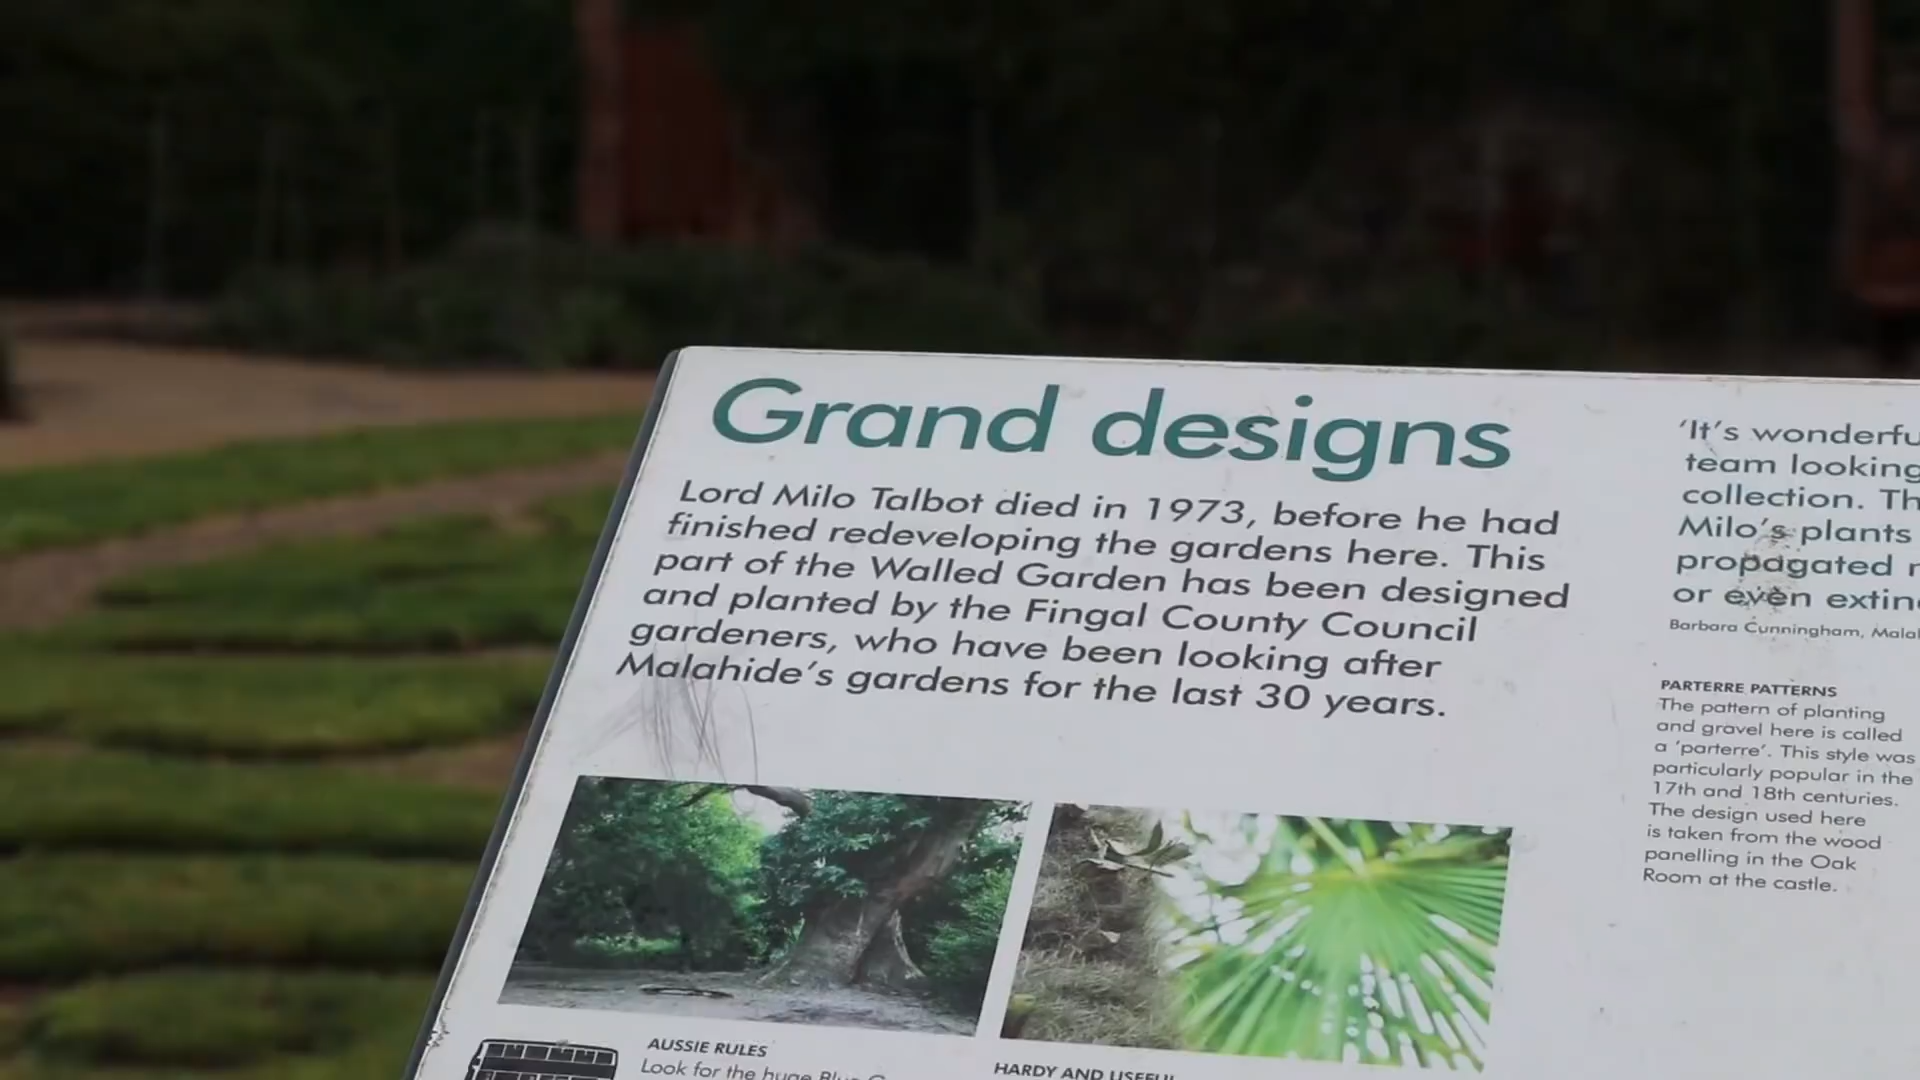 Grand designs
Lord Milo Talbot died in 1973, before he had
finished redeveloping the gardens here. This
part of the Walled Garden has been designed
and planted by the Fingal County Council
gardeners, who have been looking after
Malahide's gardens for the last 30 years.
'It's wonderfu
team looking
collection. Th
Milo's plants
propagated
or even extin
Barbara Cunningham, Malah
PARTERRE PATTERNS
The pattern of planting
and gravel here is called
a 'parterre'. This style was
particularly popular in the
17th and 18th centuries.
The design used here
is taken from the wood
panelling in the Oak
Room at the castle.
AUSSIE RULES
Look for the huge Blue
HARDY AND USEFUL